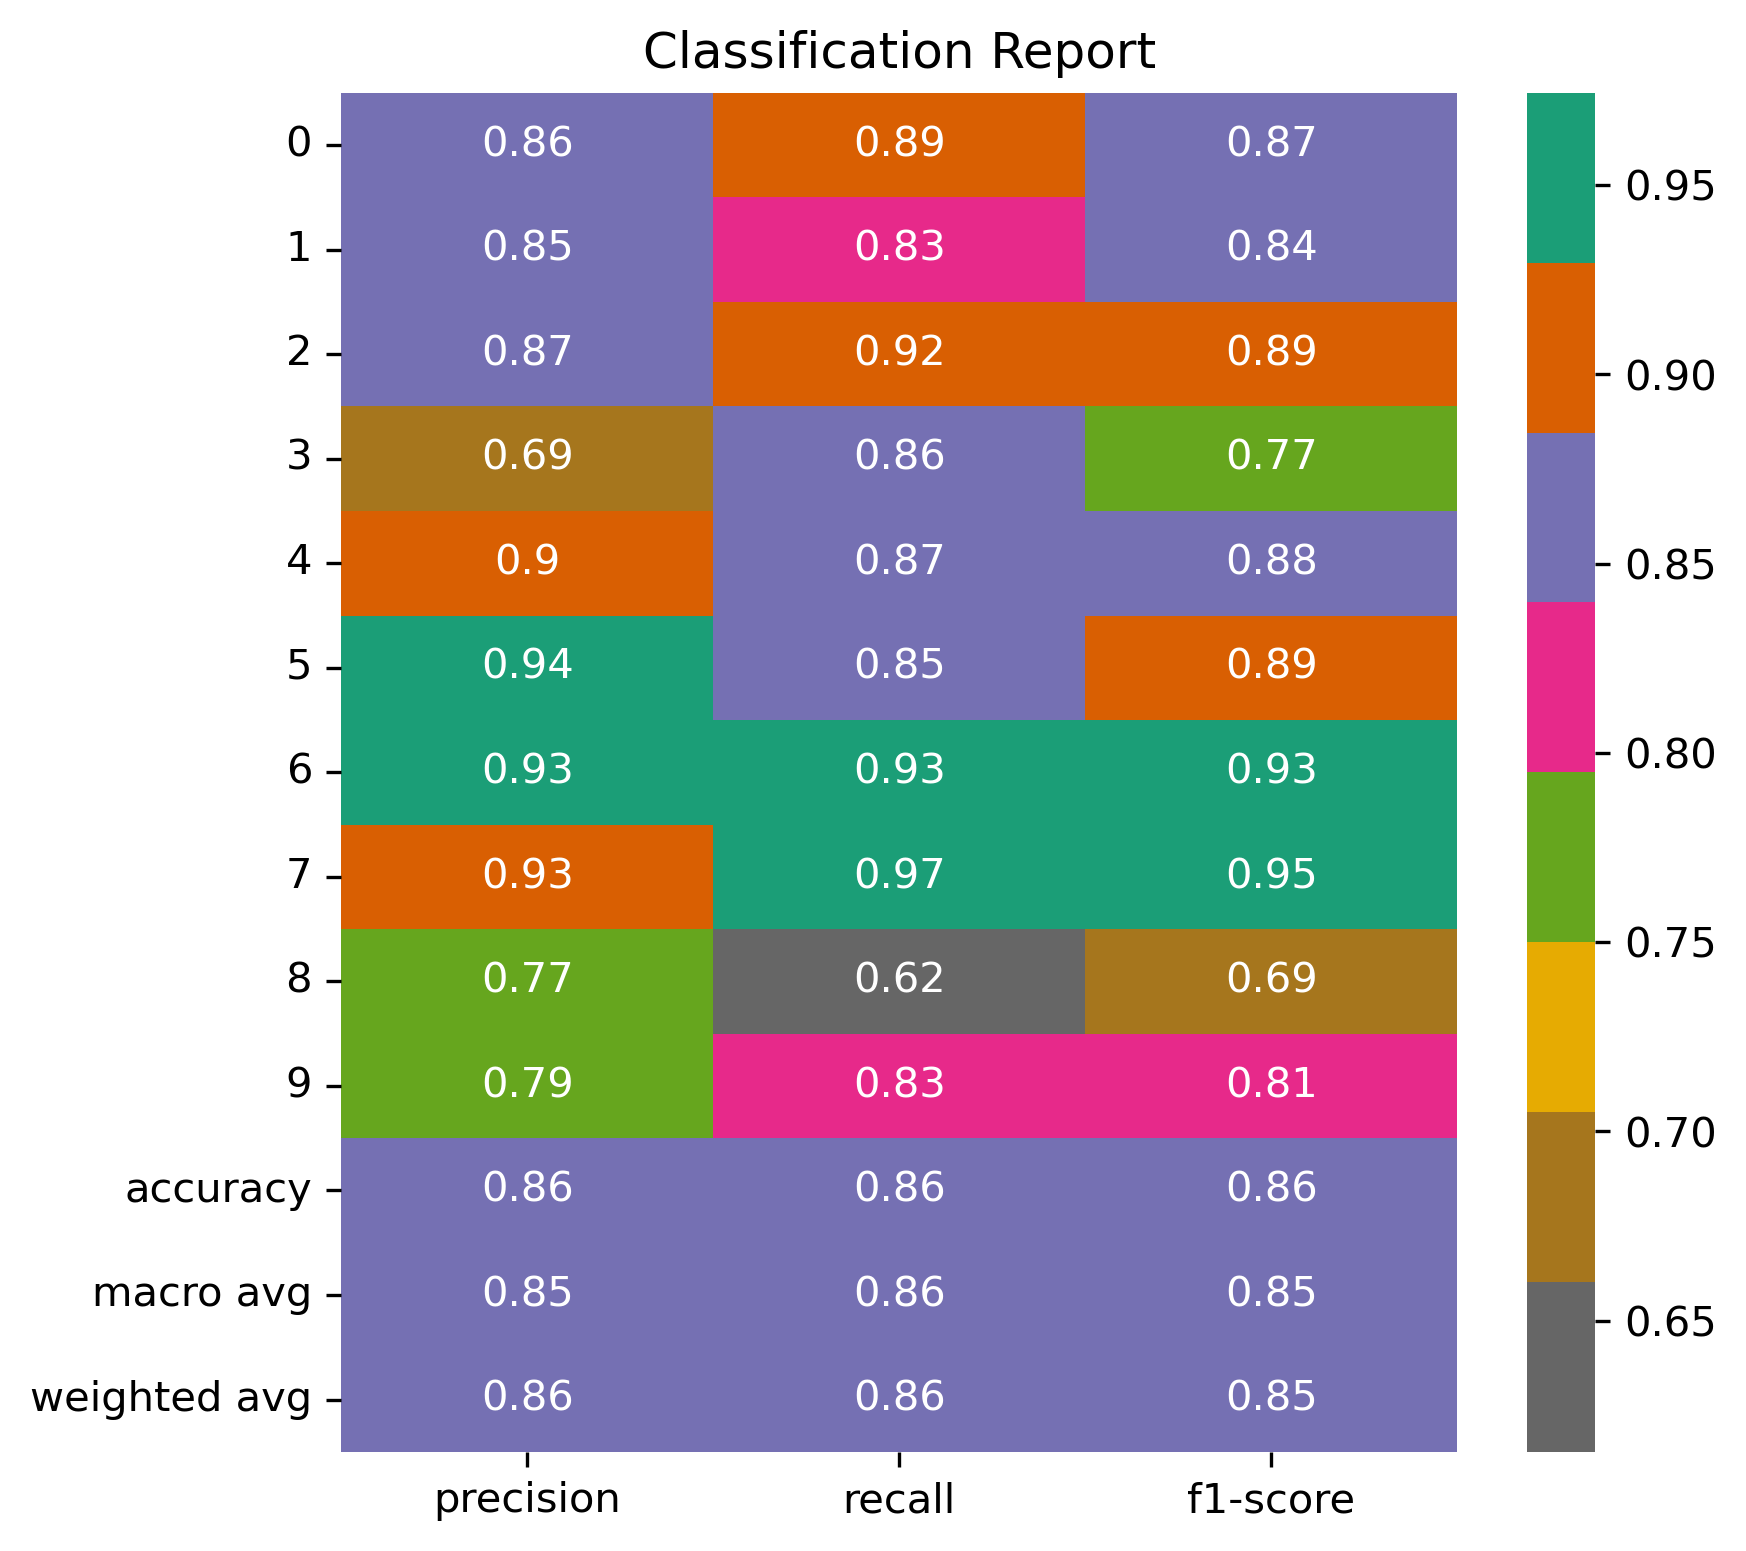 Classification Report
0 0.86 0.89 0.87
1 0.85 0.83 0.84
2 0.87 0.92 0.89
3 0.69 0.86 0.77
4 0.9 0.87 0.88
5 0.94 0.85 0.89
6 0.93 0.93 0.93
7 0.93 0.97 0.95
8 0.77 0.62 0.69
9 0.79 0.83 0.81
accuracy 0.86 0.86 0.86
macro avg 0.85 0.86 0.85
weighted avg 0.86 0.86 0.85
precision recall f1-score
0.95
0.90
0.85
0.80
0.75
0.70
0.65